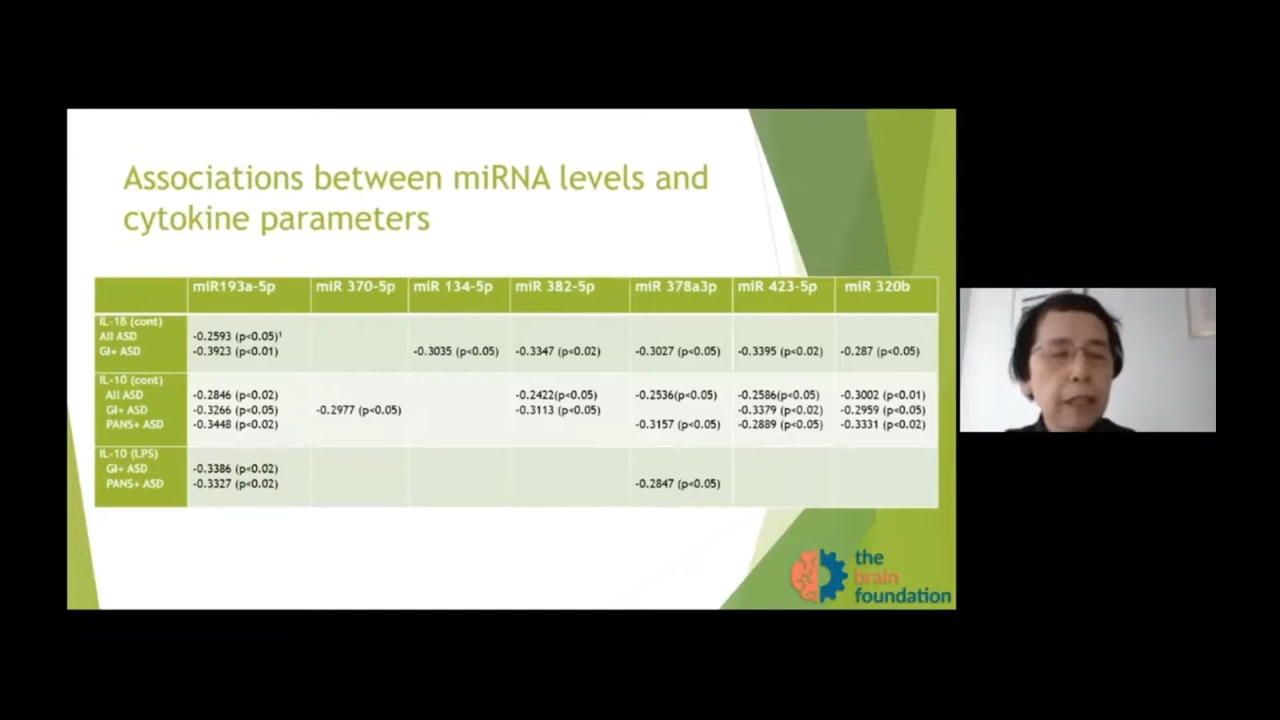 Associations between miRNA levels and
cytokine parameters
miR193a-5p miR 370-5p miR 134-5p miR 382-5p miR 378a3p miR 423-5p miR 320b
IL-1ß (cont)
All ASD -0.2593 (p<0.05)¹
GI+ ASD -0.3923 (p<0.01) -0.3035 (p<0.05) -0.3347 (p<0.02) -0.3027 (p<0.05) -0.3395 (p<0.02) -0.287 (p<0.05)
IL-10 (cont)
All ASD -0.2846 (p<0.02) -0.2422(p<0.05) -0.2536(p<0.05) -0.2586(p<0.05) -0.3002 (p<0.01)
GI+ ASD -0.3266 (p<0.05) -0.2977 (p<0.05) -0.3113 (p<0.05) -0.3379 (p<0.02) -0.2959 (p<0.05)
PANS+ ASD -0.3448 (p<0.02) -0.3157 (p<0.05) -0.2889 (p<0.05) -0.3331 (p<0.02)
IL-10 (LPS)
GI+ ASD -0.3386 (p<0.02)
PANS+ ASD -0.3327 (p<0.02) -0.2847 (p<0.05)
the
brain
foundation